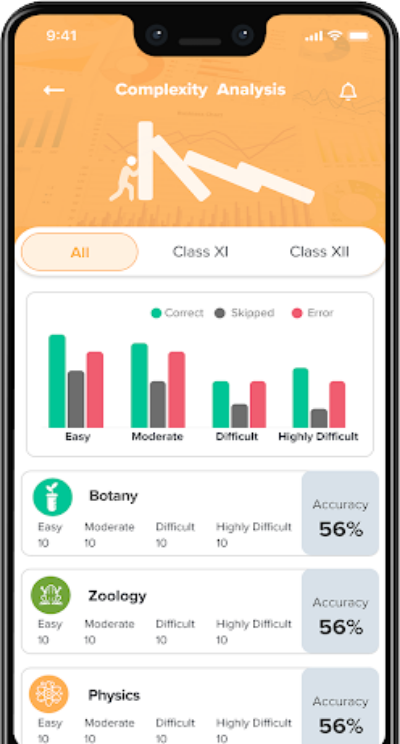 9:41
Complexity Analysis
All Class XI Class XII
Correct Skipped Error
Easy Moderate Difficult Highly Difficult
Botany
Easy Moderate Difficult Highly Difficult
10 10 10 10
Accuracy
56%
Zoology
Easy Moderate Difficult Highly Difficult
10 10 10 10
Accuracy
56%
Physics
Easy Moderate Difficult Highly Difficult
10 10 10 10
Accuracy
56%